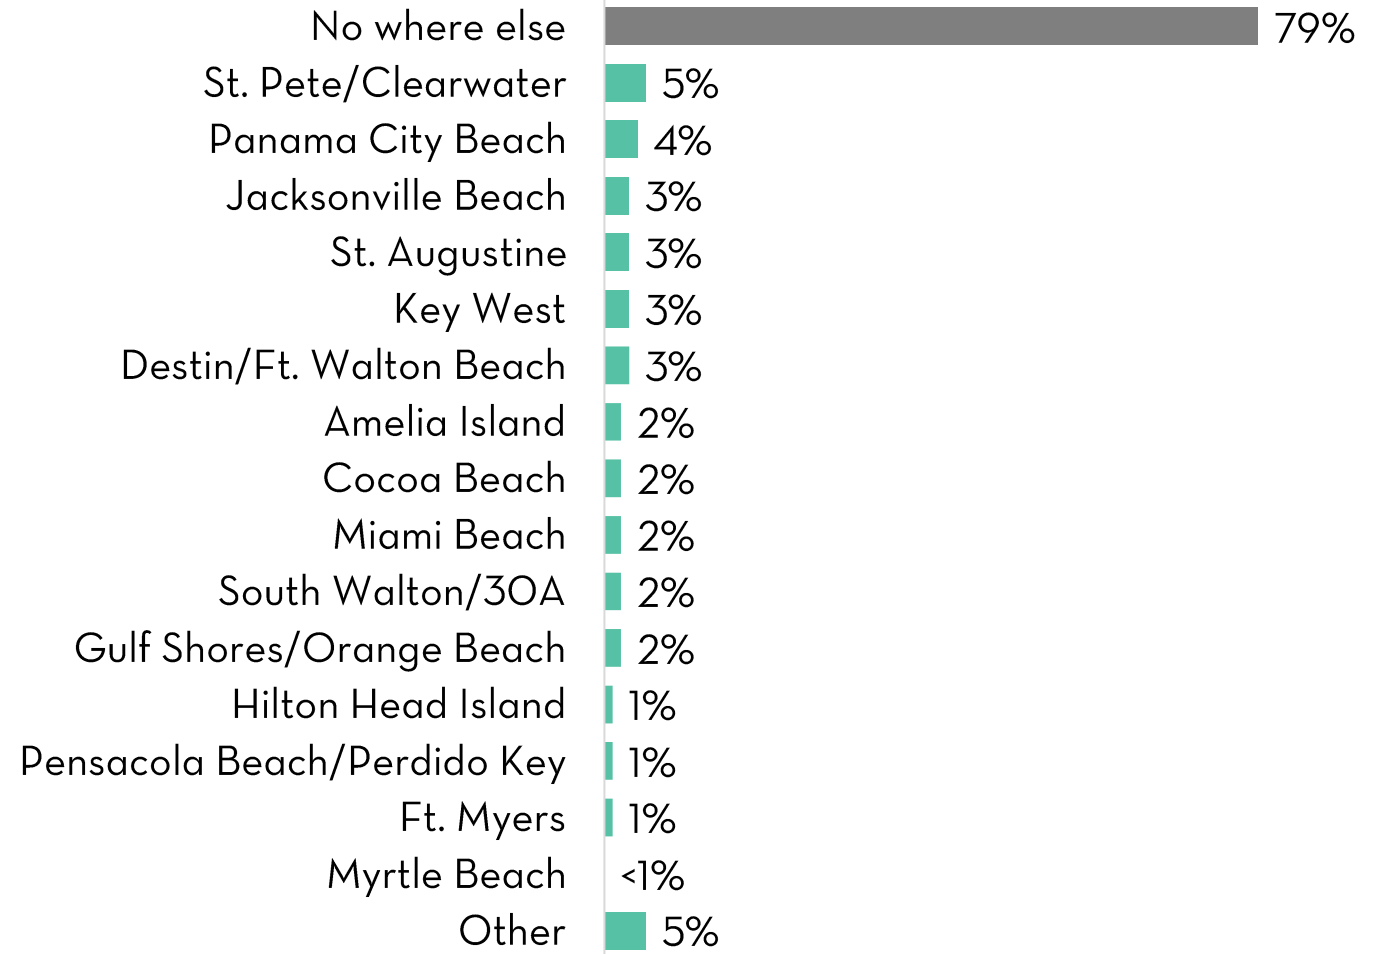 No where else 79%
St. Pete/Clearwater 5%
Panama City Beach 4%
Jacksonville Beach 3%
St. Augustine 3%
Key West 3%
Destin/Ft. Walton Beach 3%
Amelia Island 2%
Cocoa Beach 2%
Miami Beach 2%
South Walton/30A 2%
Gulf Shores/Orange Beach 2%
Hilton Head Island 1%
Pensacola Beach/Perdido Key 1%
Ft. Myers 1%
Myrtle Beach <1%
Other 5%